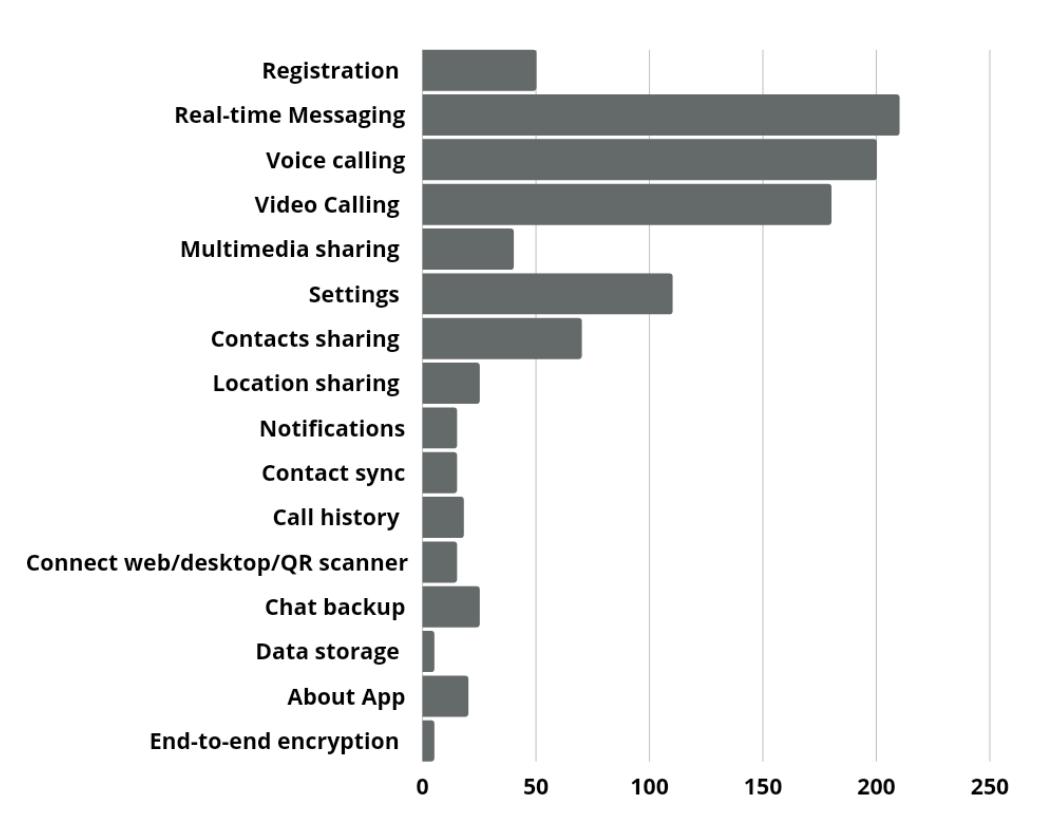 Registration
Real-time Messaging
Voice calling
Video Calling
Multimedia sharing
Settings
Contacts sharing
Location sharing
Notifications
Contact sync
Call history
Connect web/desktop/QR scanner
Chat backup
Data storage
About App
End-to-end encryption
0 50 100 150 200 250